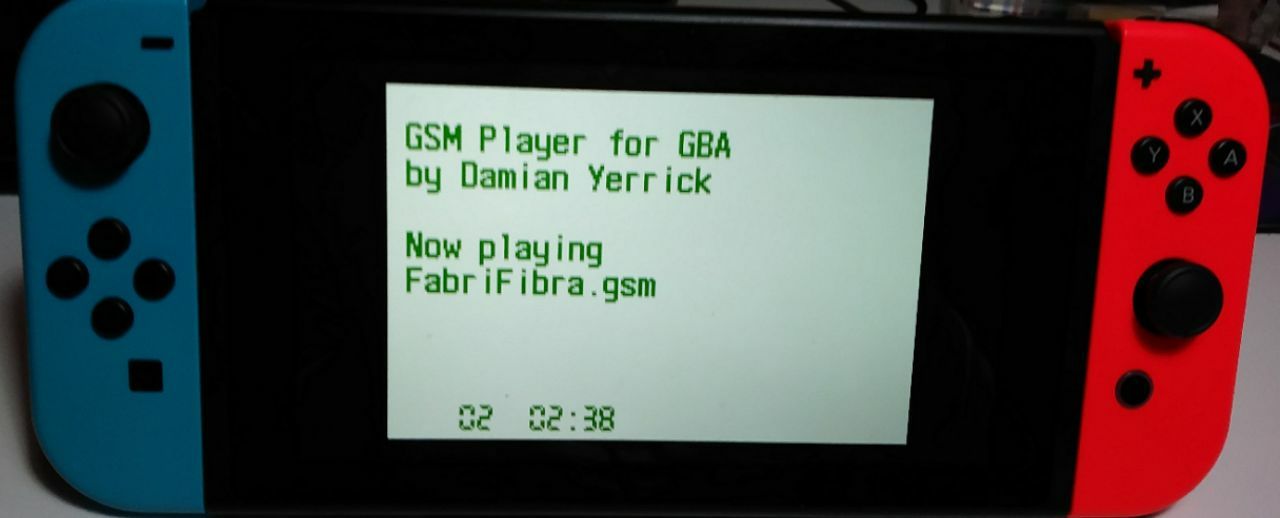 GSM Player for GBA
by Damian Yerrick
Now playing
FabriFibra.gsm
02 02:38
X
Y A
B